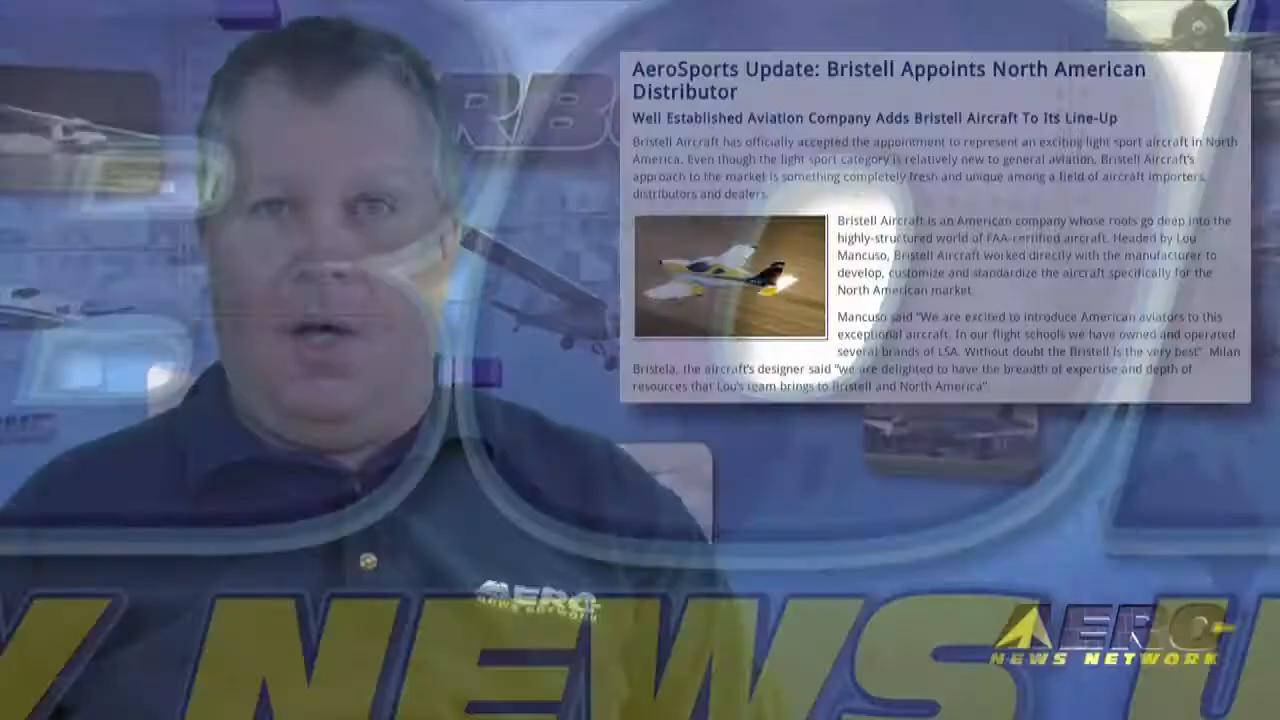 AeroSports Update: Bristell Appoints North American
Distributor
Well Established Aviation Company Adds Bristell Aircraft To Its Line-Up
Bristell Aircraft has officially accepted the appointment to represent an exciting light sport aircraft in North
America. Even though the light sport category is relatively new to general aviation, Bristell Aircraft's
approach to the market is something completely fresh and unique among a field of aircraft importers,
distributors and dealers.
Bristell Aircraft is an American company whose roots go deep into the
highly-structured world of FAA-certified aircraft. Headed by Lou
Mancuso, Bristell Aircraft worked directly with the manufacturer to
develop, customize and standardize the aircraft specifically for the
North American market.
Mancuso said "We are excited to introduce American aviators to this
exceptional aircraft. In our flight schools we have owned and operated
several brands of LSA. Without doubt the Bristell is the very best" Milan
Bristela, the aircraft's designer said "we are delighted to have the breadth of expertise and depth of
resources that Lou's team brings to Bristell and North America".
AERO
NEWS NETWORK
NEWS
AERO
NEWS NETWORK